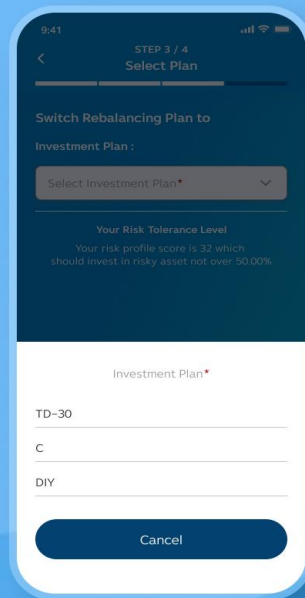 9:41
STEP 3 / 4
Select Plan
Switch Rebalancing Plan to
Investment Plan :
Select Investment Plan*
Your Risk Tolerance Level
Your risk profile score is 32 which
should invest in risky asset not over 50.00%
Investment Plan*
TD-30
C
DIY
Cancel